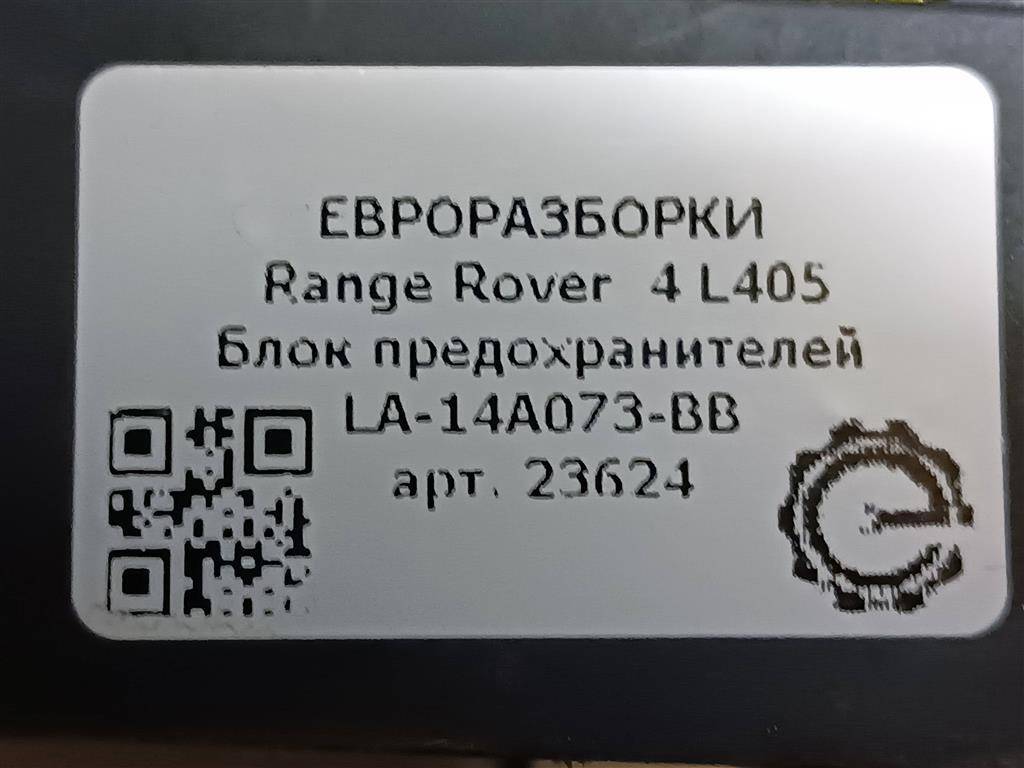 ЕВРОРАЗБОРКИ
Range Rover 4 L405
Блок предохранителей
LA-14A073-BB
арт. 23624